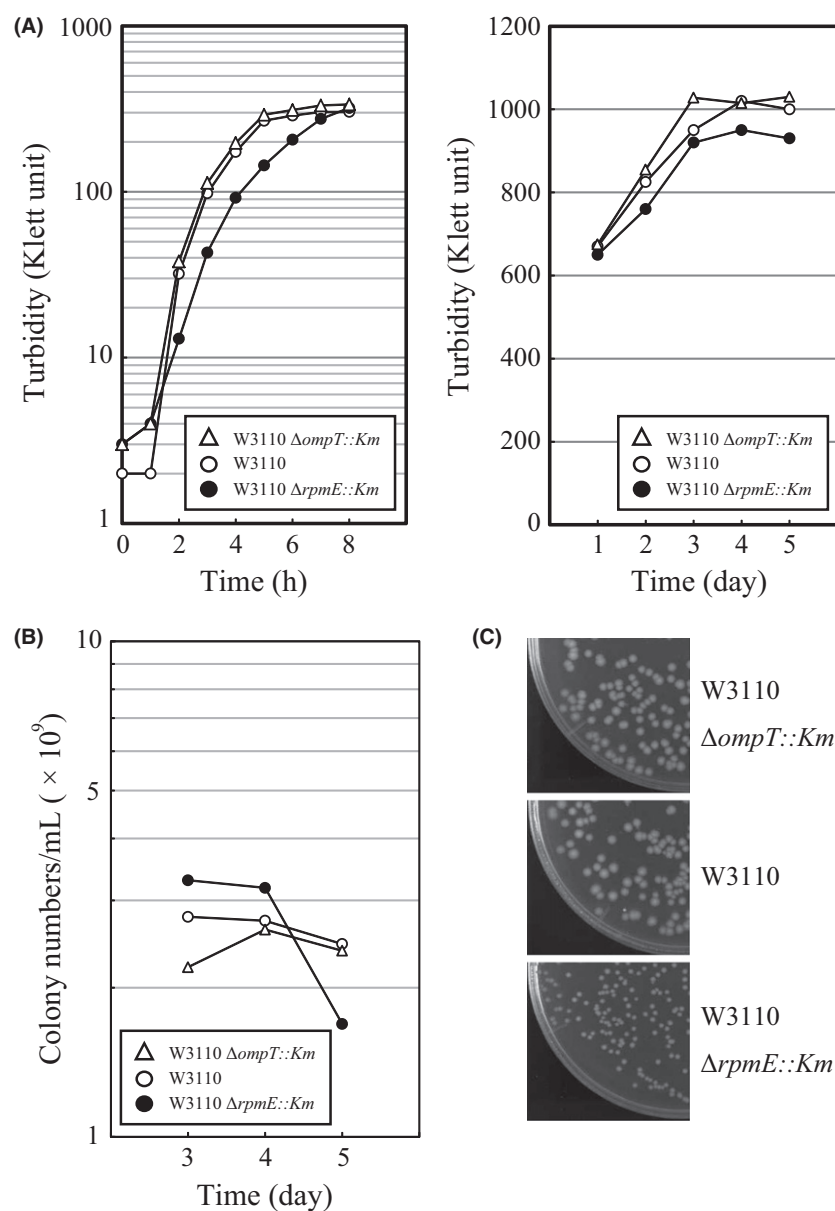 (A)
1000
100
10
1
Turbidity (Klett unit)
0 2 4 6 8
Time (h)
△ W3110 ΔompT::Km
○ W3110
● W3110 ΔrpmE::Km
1200
1000
800
600
400
200
0
Turbidity (Klett unit)
1 2 3 4 5
Time (day)
△ W3110 ΔompT::Km
○ W3110
● W3110 ΔrpmE::Km
(B)
10
5
2
1
Colony numbers/mL ( × 10⁹)
3 4 5
Time (day)
△ W3110 ΔompT::Km
○ W3110
● W3110 ΔrpmE::Km
(C)
W3110
ΔompT::Km
W3110
W3110
ΔrpmE::Km